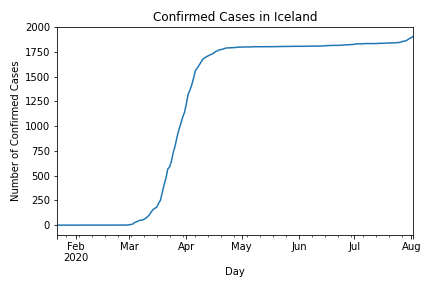 Confirmed Cases in Iceland
Number of Confirmed Cases
2000
1750
1500
1250
1000
750
500
250
0
Feb Mar Apr May Jun Jul Aug
2020
Day